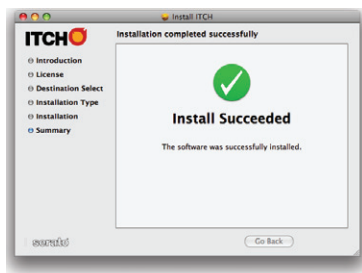 Install ITCH
ITCH
Installation completed successfully
Introduction
License
Destination Select
Installation Type
Installation
Summary
Install Succeeded
The software was successfully installed.
serato
Go Back